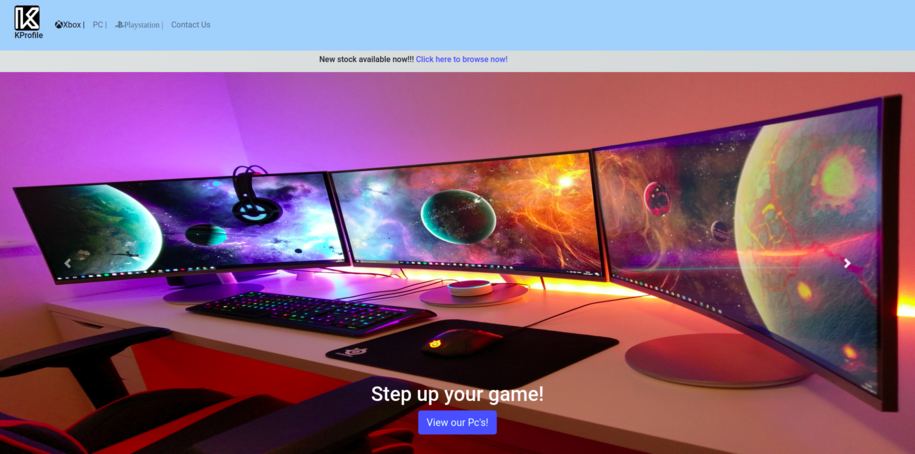 Xbox | PC | Playstation | Contact Us
KProfile
New stock available now!!! Click here to browse now!
Step up your game!
View our Pc's!